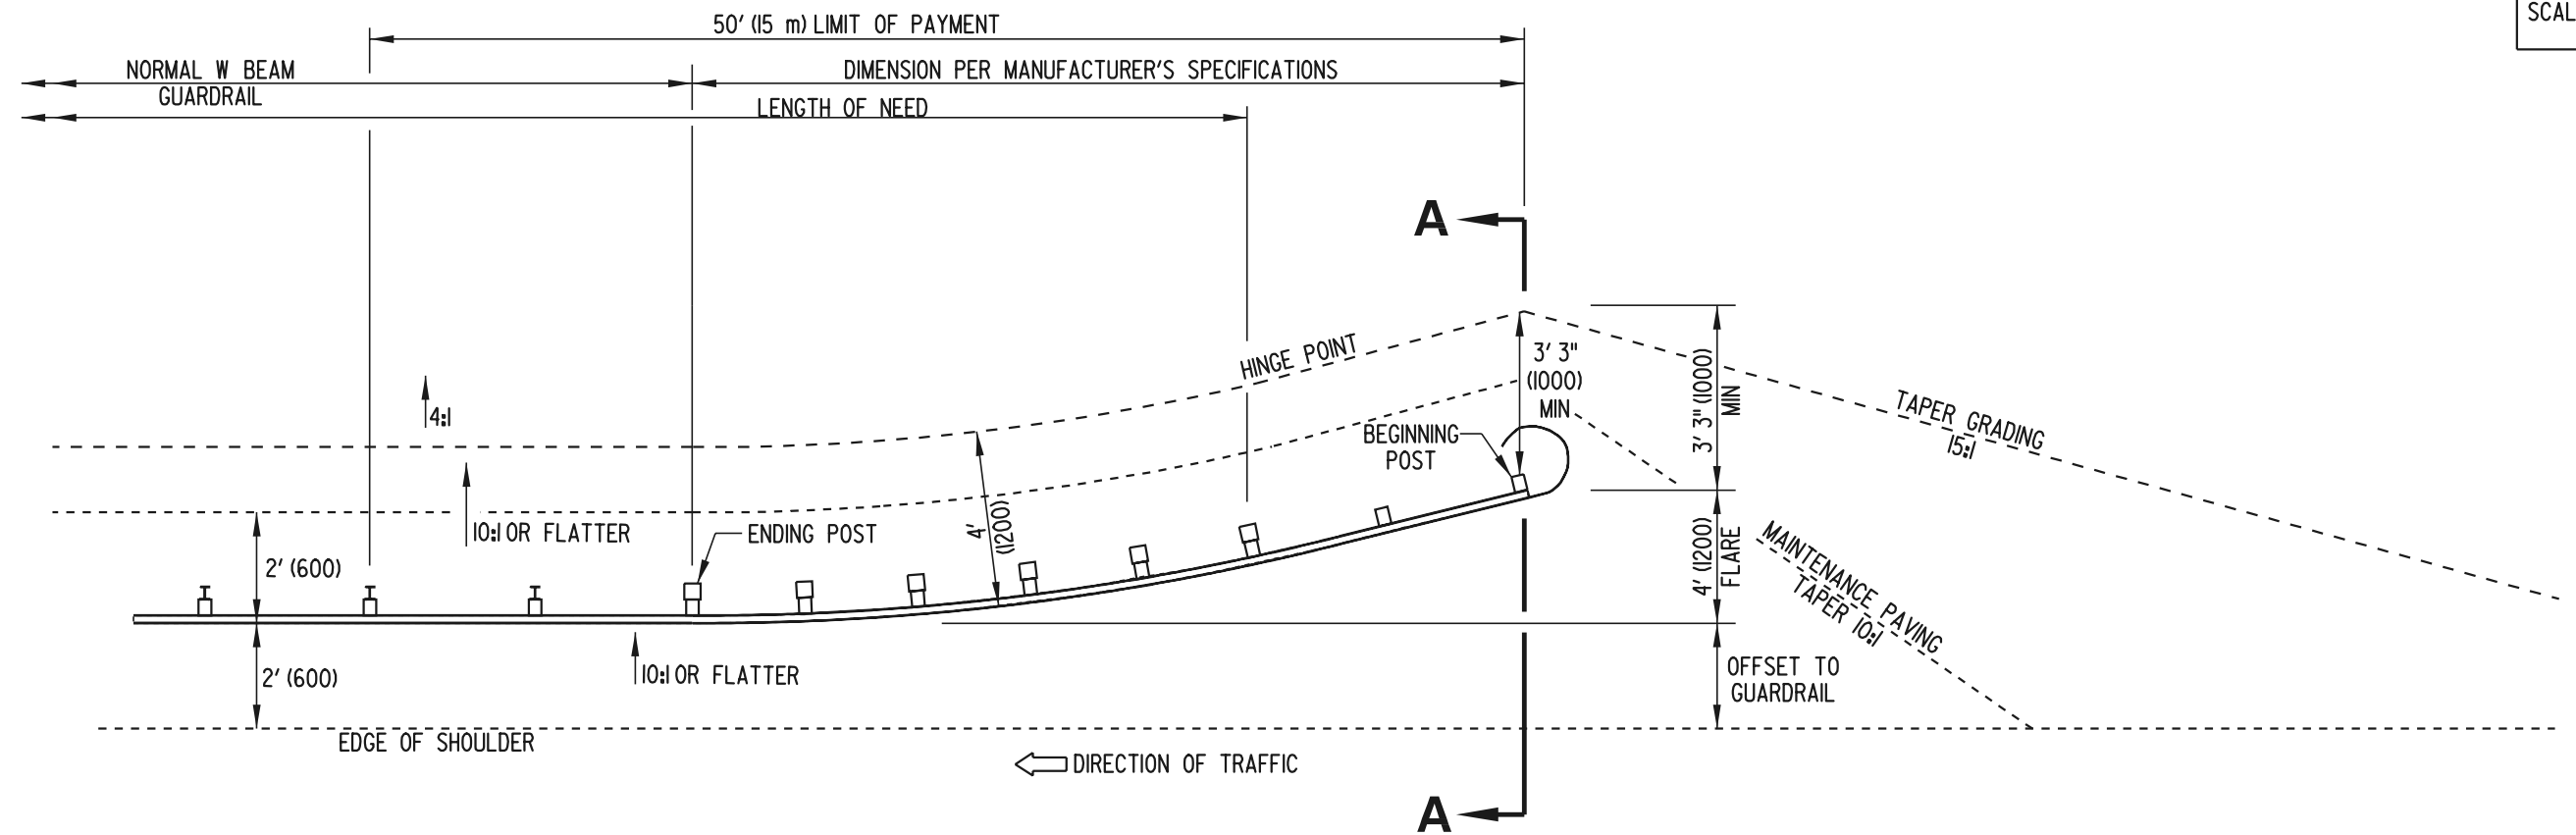 SCAL
50' (15 m) LIMIT OF PAYMENT
NORMAL W BEAM
GUARDRAIL
DIMENSION PER MANUFACTURER'S SPECIFICATIONS
LENGTH OF NEED
A
HINGE POINT
3' 3"
(1000)
MIN
3' 3" (1000)
MIN
4:1
TAPER GRADING
15:1
BEGINNING
POST
10:1 OR FLATTER
ENDING POST
4'
(1200)
4' (1200)
FLARE
MAINTENANCE PAVING
TAPER 10:1
2' (600)
2' (600)
10:1 OR FLATTER
OFFSET TO
GUARDRAIL
EDGE OF SHOULDER
DIRECTION OF TRAFFIC
A